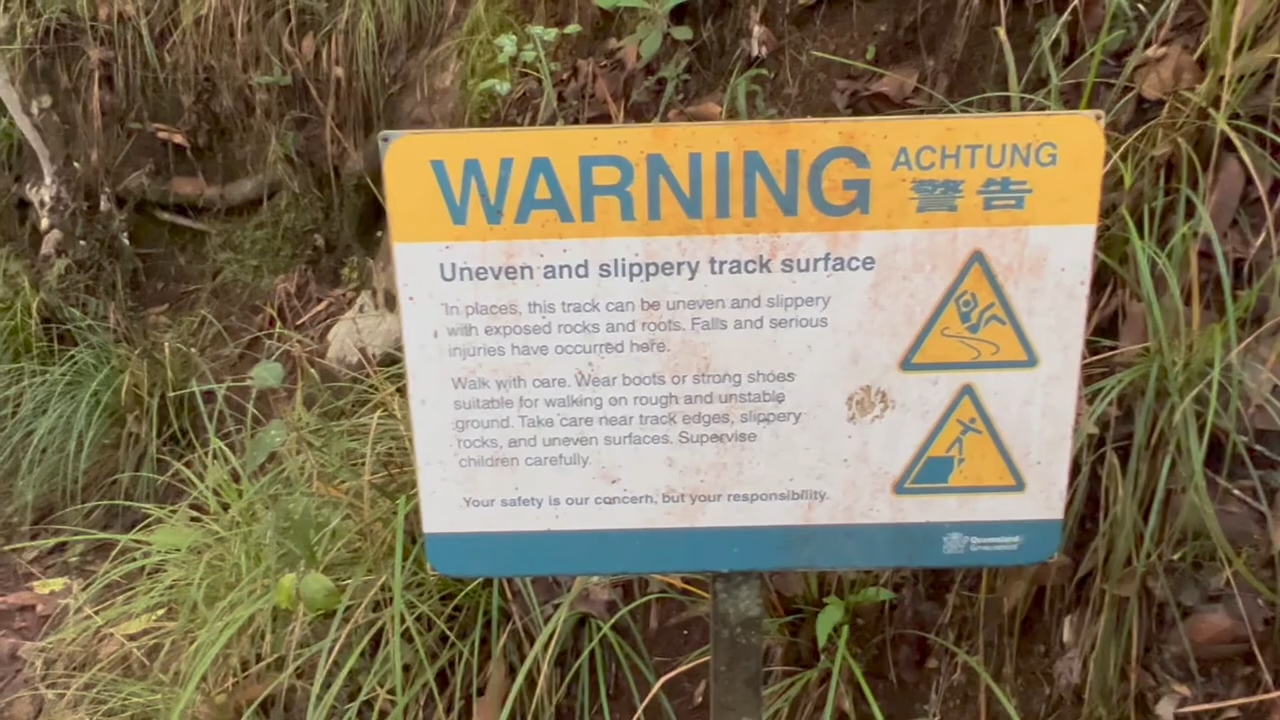 WARNING
ACHTUNG
警告
Uneven and slippery track surface
In places, this track can be uneven and slippery
with exposed rocks and roots. Falls and serious
injuries have occurred here.
Walk with care. Wear boots or strong shoes
suitable for walking on rough and unstable
ground. Take care near track edges, slippery
rocks, and uneven surfaces. Supervise
children carefully.
Your safety is our concern, but your responsibility.
Queensland
Government